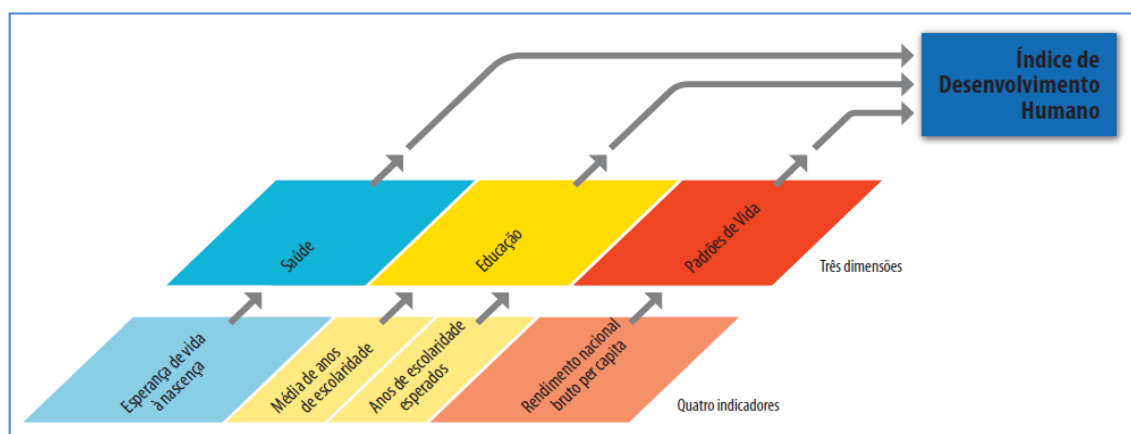 Índice de
Desenvolvimento
Humano
Saúde
Educação
Padrões de Vida
Três dimensões
Esperança de vida
à nascença
Média de anos
de escolaridade
Anos de escolaridade
esperados
Rendimento nacional
bruto per capita
Quatro indicadores